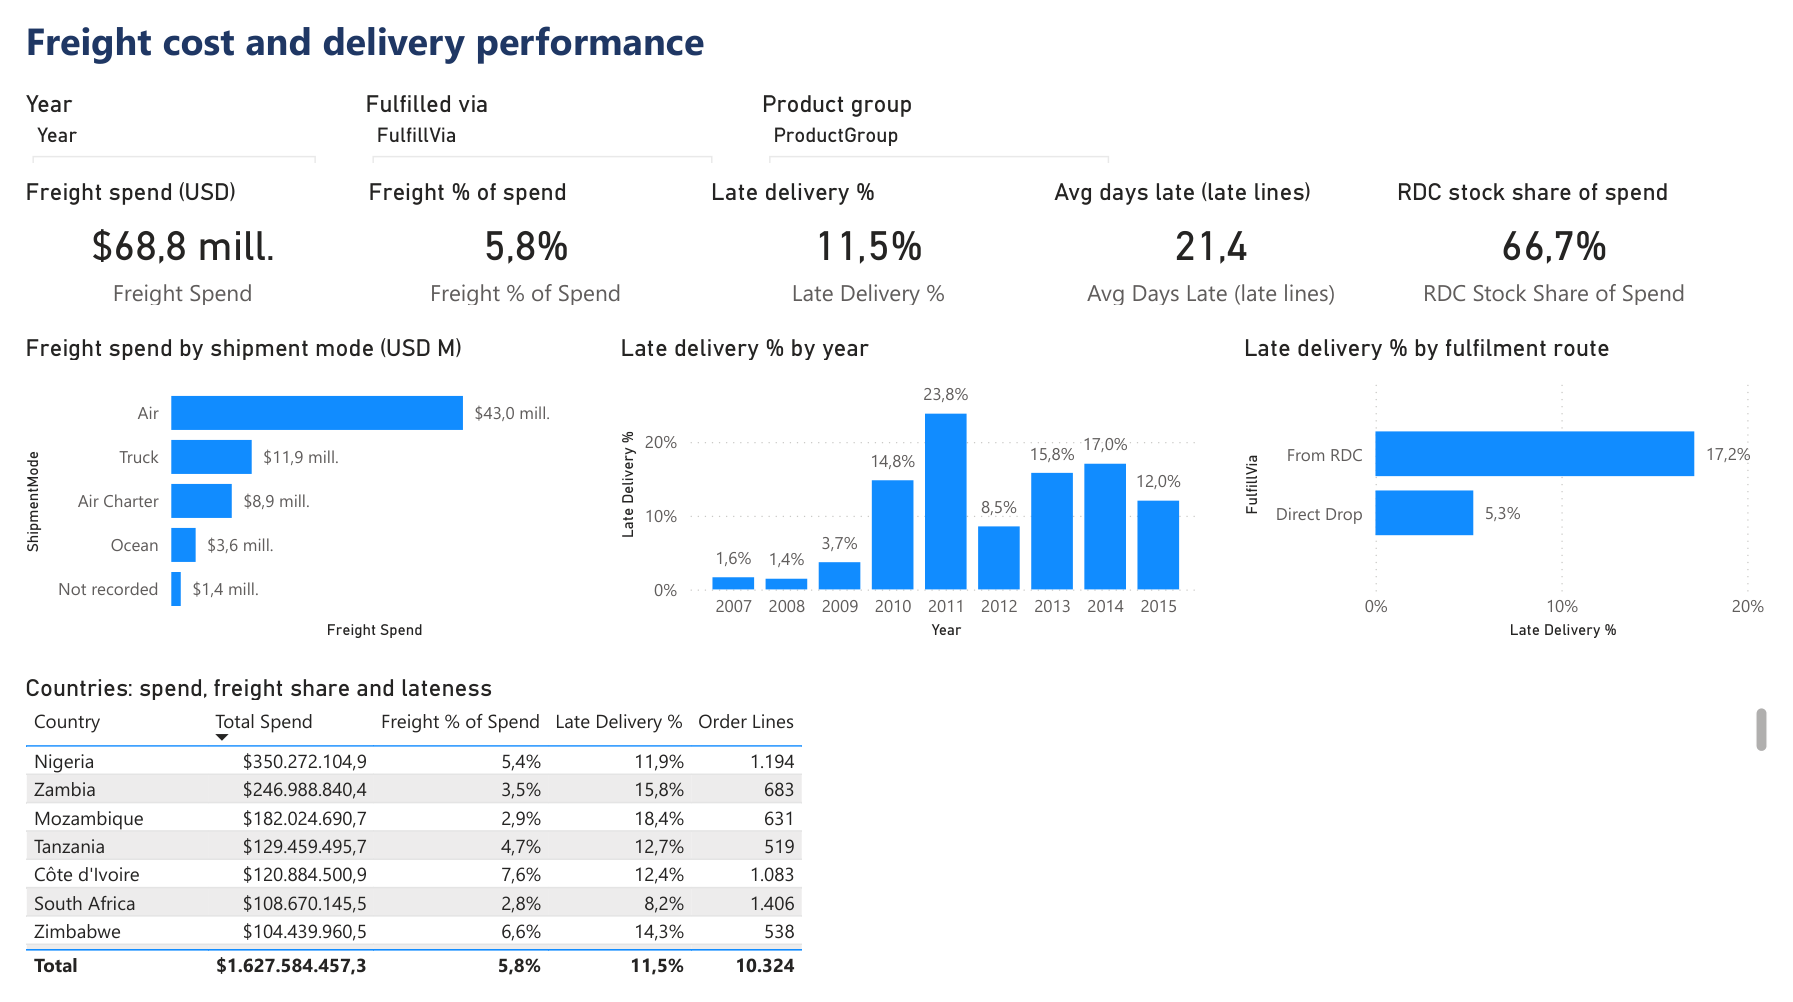 Freight cost and delivery performance
Year Fulfilled via Product group
Year FulfillVia ProductGroup
Freight spend (USD) Freight % of spend Late delivery % Avg days late (late lines) RDC stock share of spend
$68,8 mill. 5,8% 11,5% 21,4 66,7%
Freight Spend Freight % of Spend Late Delivery % Avg Days Late (late lines) RDC Stock Share of Spend
Freight spend by shipment mode (USD M)
ShipmentMode
Air $43,0 mill.
Truck $11,9 mill.
Air Charter $8,9 mill.
Ocean $3,6 mill.
Not recorded $1,4 mill.
Freight Spend
Late delivery % by year
Late Delivery %
20%
10%
0%
1,6% 1,4% 3,7% 14,8% 23,8% 8,5% 15,8% 17,0% 12,0%
2007 2008 2009 2010 2011 2012 2013 2014 2015
Year
Late delivery % by fulfilment route
FulfillVia
From RDC 17,2%
Direct Drop 5,3%
0% 10% 20%
Late Delivery %
Countries: spend, freight share and lateness
Country Total Spend Freight % of Spend Late Delivery % Order Lines
Nigeria $350.272.104,9 5,4% 11,9% 1.194
Zambia $246.988.840,4 3,5% 15,8% 683
Mozambique $182.024.690,7 2,9% 18,4% 631
Tanzania $129.459.495,7 4,7% 12,7% 519
Côte d'Ivoire $120.884.500,9 7,6% 12,4% 1.083
South Africa $108.670.145,5 2,8% 8,2% 1.406
Zimbabwe $104.439.960,5 6,6% 14,3% 538
Total $1.627.584.457,3 5,8% 11,5% 10.324